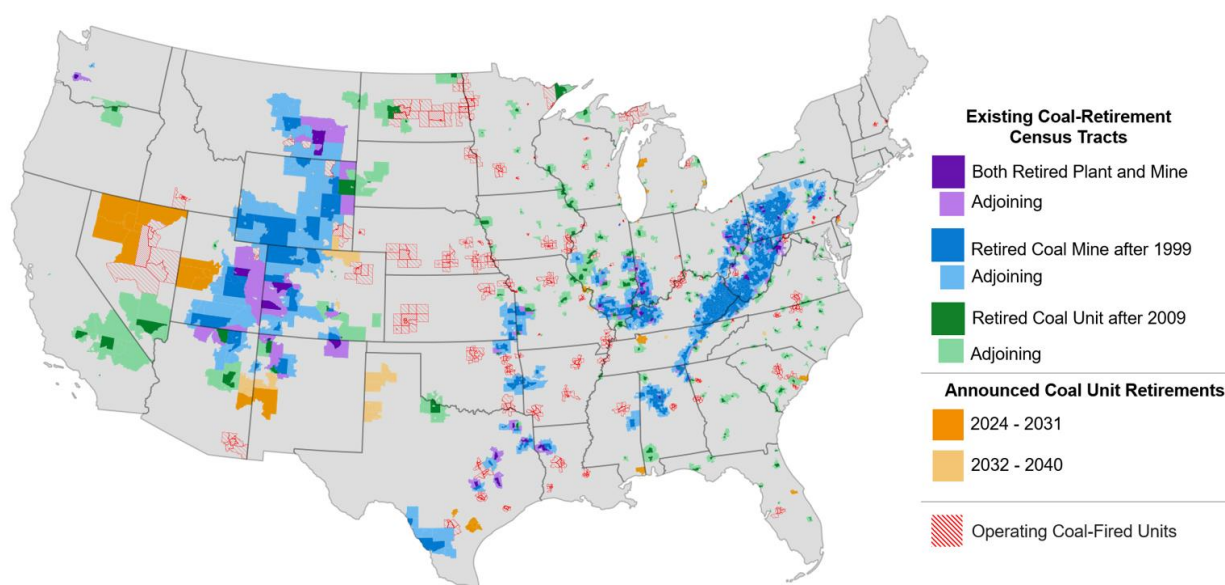 Existing Coal-Retirement
Census Tracts
Both Retired Plant and Mine
Adjoining
Retired Coal Mine after 1999
Adjoining
Retired Coal Unit after 2009
Adjoining
Announced Coal Unit Retirements
2024 - 2031
2032 - 2040
Operating Coal-Fired Units